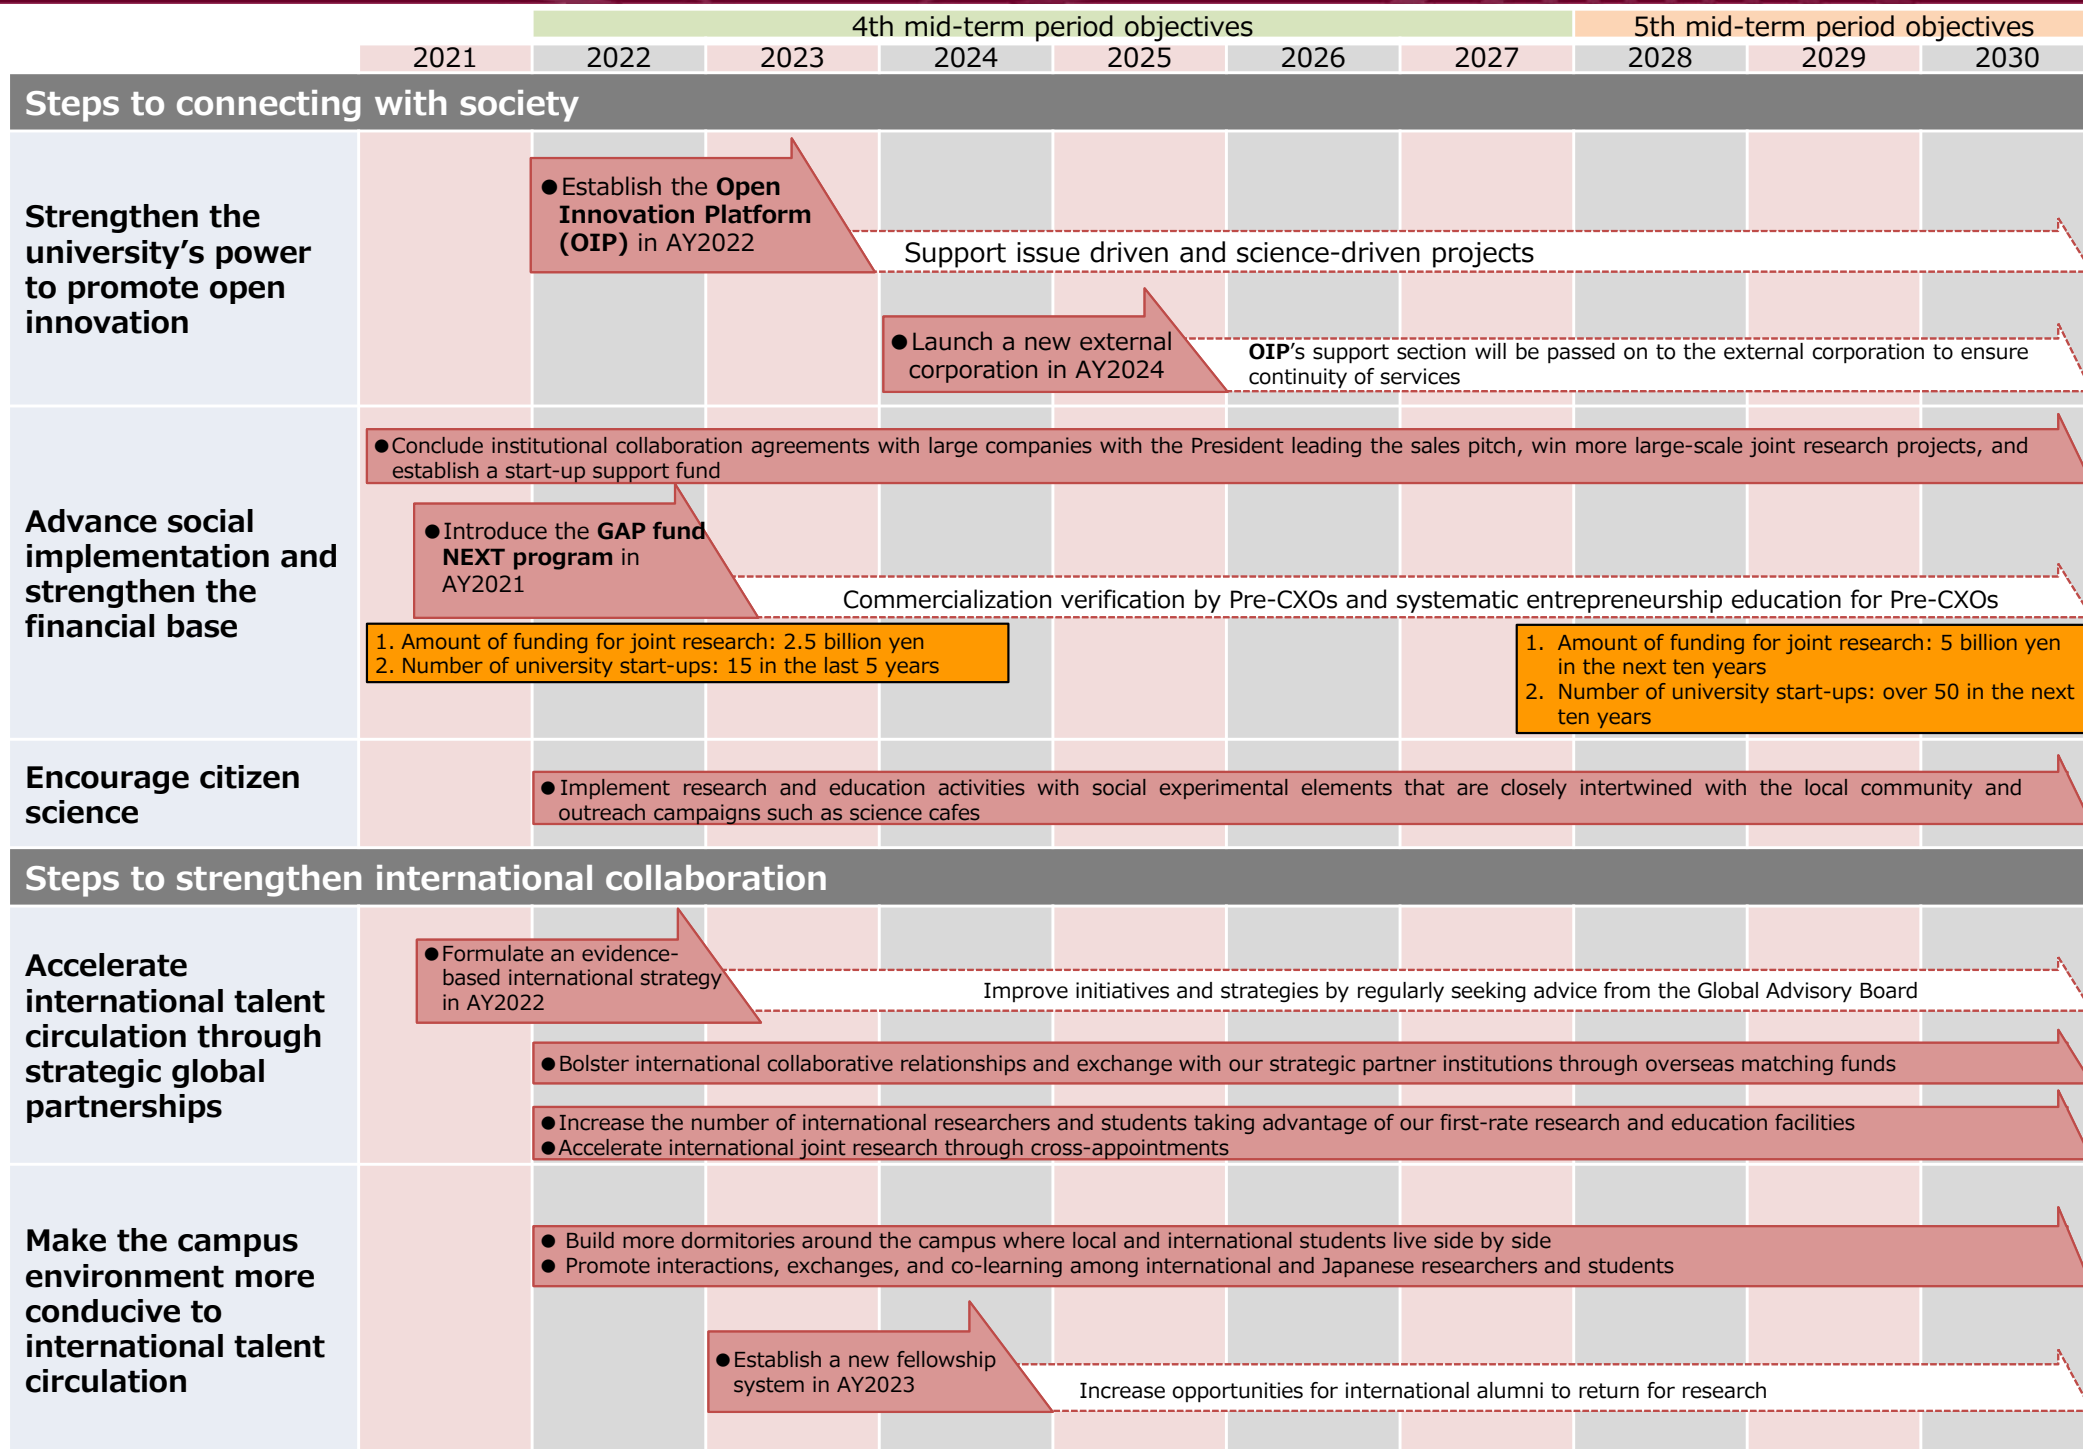 4th mid-term period objectives
5th mid-term period objectives
2021 2022 2023 2024 2025 2026 2027 2028 2029 2030
Steps to connecting with society
Strengthen the
university’s power
to promote open
innovation
●Establish the Open
Innovation Platform
(OIP) in AY2022
Support issue driven and science-driven projects
●Launch a new external
corporation in AY2024
OIP’s support section will be passed on to the external corporation to ensure
continuity of services
Advance social
implementation and
strengthen the
financial base
●Conclude institutional collaboration agreements with large companies with the President leading the sales pitch, win more large-scale joint research projects, and
establish a start-up support fund
●Introduce the GAP fund
NEXT program in
AY2021
Commercialization verification by Pre-CXOs and systematic entrepreneurship education for Pre-CXOs
1. Amount of funding for joint research: 2.5 billion yen
2. Number of university start-ups: 15 in the last 5 years
1. Amount of funding for joint research: 5 billion yen
in the next ten years
2. Number of university start-ups: over 50 in the next
ten years
Encourage citizen
science
●Implement research and education activities with social experimental elements that are closely intertwined with the local community and
outreach campaigns such as science cafes
Steps to strengthen international collaboration
Accelerate
international talent
circulation through
strategic global
partnerships
●Formulate an evidence-
based international strategy
in AY2022
Improve initiatives and strategies by regularly seeking advice from the Global Advisory Board
●Bolster international collaborative relationships and exchange with our strategic partner institutions through overseas matching funds
●Increase the number of international researchers and students taking advantage of our first-rate research and education facilities
●Accelerate international joint research through cross-appointments
Make the campus
environment more
conducive to
international talent
circulation
● Build more dormitories around the campus where local and international students live side by side
● Promote interactions, exchanges, and co-learning among international and Japanese researchers and students
●Establish a new fellowship
system in AY2023
Increase opportunities for international alumni to return for research